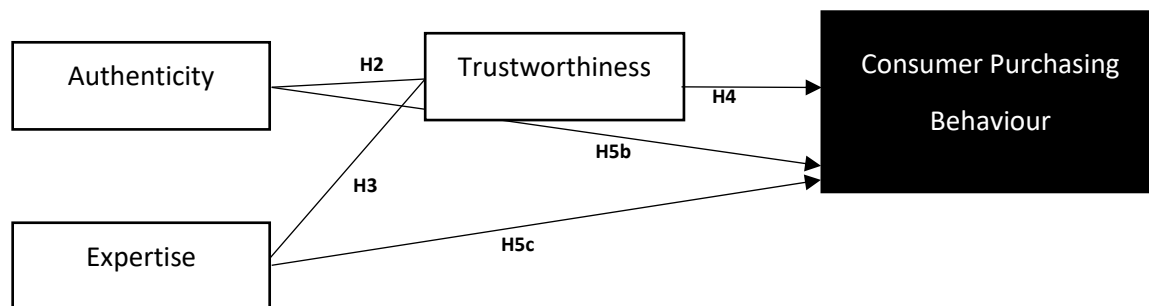 Authenticity
H2
Trustworthiness
H4
Consumer Purchasing
Behaviour
H5b
H3
Expertise
H5c